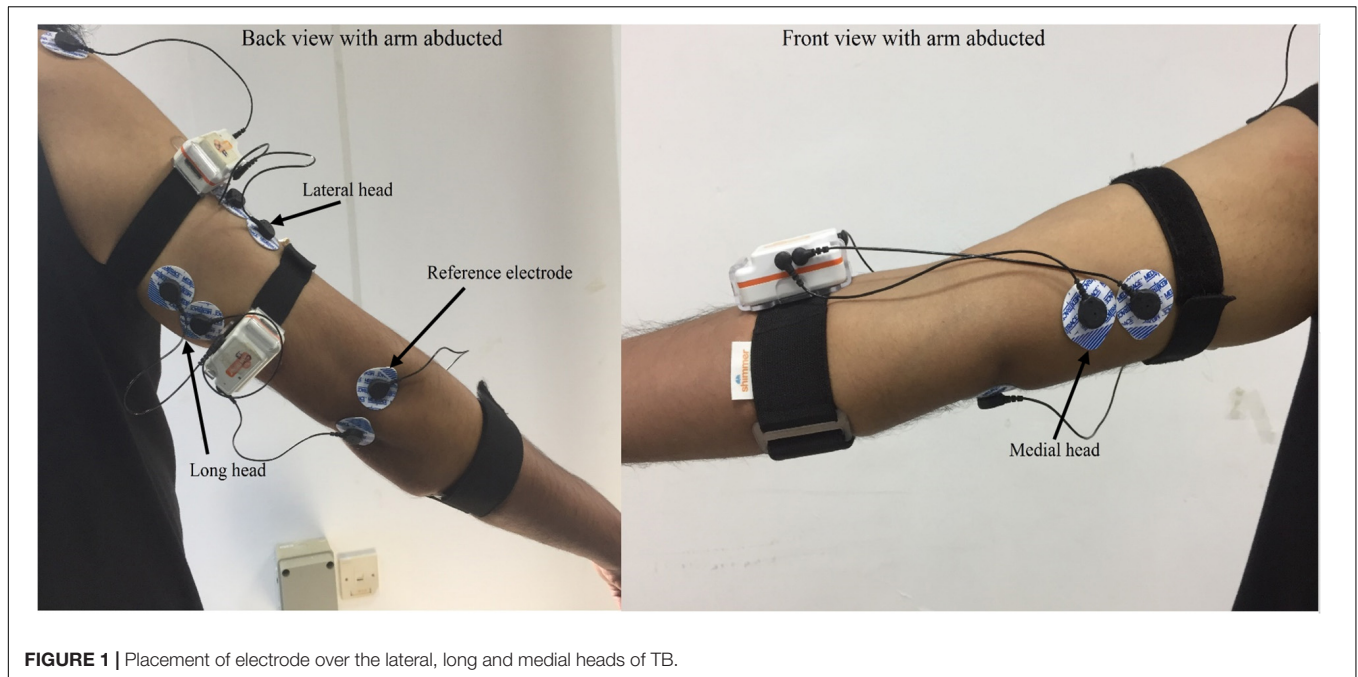 Back view with arm abducted
Front view with arm abducted
Lateral head
Reference electrode
Long head
shimmer
Medial head
FIGURE 1 | Placement of electrode over the lateral, long and medial heads of TB.